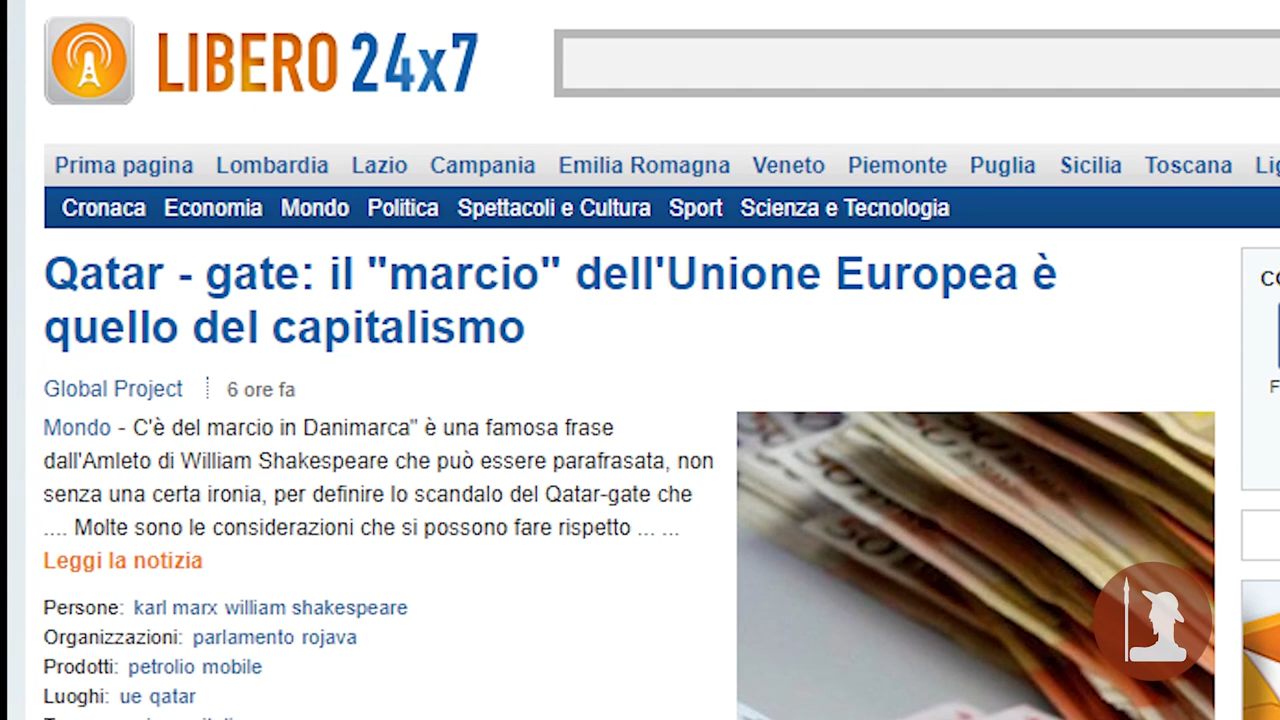 LIBERO 24x7
Prima pagina Lombardia Lazio Campania Emilia Romagna Veneto Piemonte Puglia Sicilia Toscana
Cronaca Economia Mondo Politica Spettacoli e Cultura Sport Scienza e Tecnologia
Qatar - gate: il "marcio" dell'Unione Europea è
quello del capitalismo
Global Project 6 ore fa
Mondo - C'è del marcio in Danimarca" è una famosa frase
dall'Amleto di William Shakespeare che può essere parafrasata, non
senza una certa ironia, per definire lo scandalo del Qatar-gate che
.... Molte sono le considerazioni che si possono fare rispetto ... ...
Leggi la notizia
Persone: karl marx william shakespeare
Organizzazioni: parlamento rojava
Prodotti: petrolio mobile
Luoghi: ue qatar